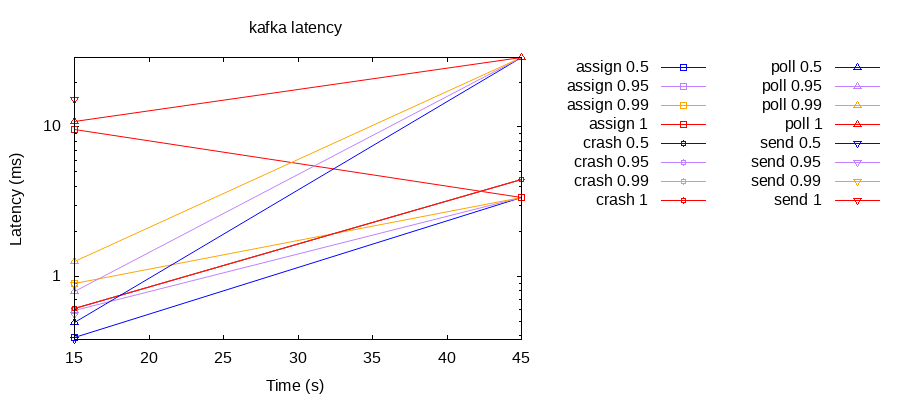 kafka latency
Latency (ms)
10
1
15 20 25 30 35 40 45
Time (s)
assign 0.5
assign 0.95
assign 0.99
assign 1
crash 0.5
crash 0.95
crash 0.99
crash 1
poll 0.5
poll 0.95
poll 0.99
poll 1
send 0.5
send 0.95
send 0.99
send 1